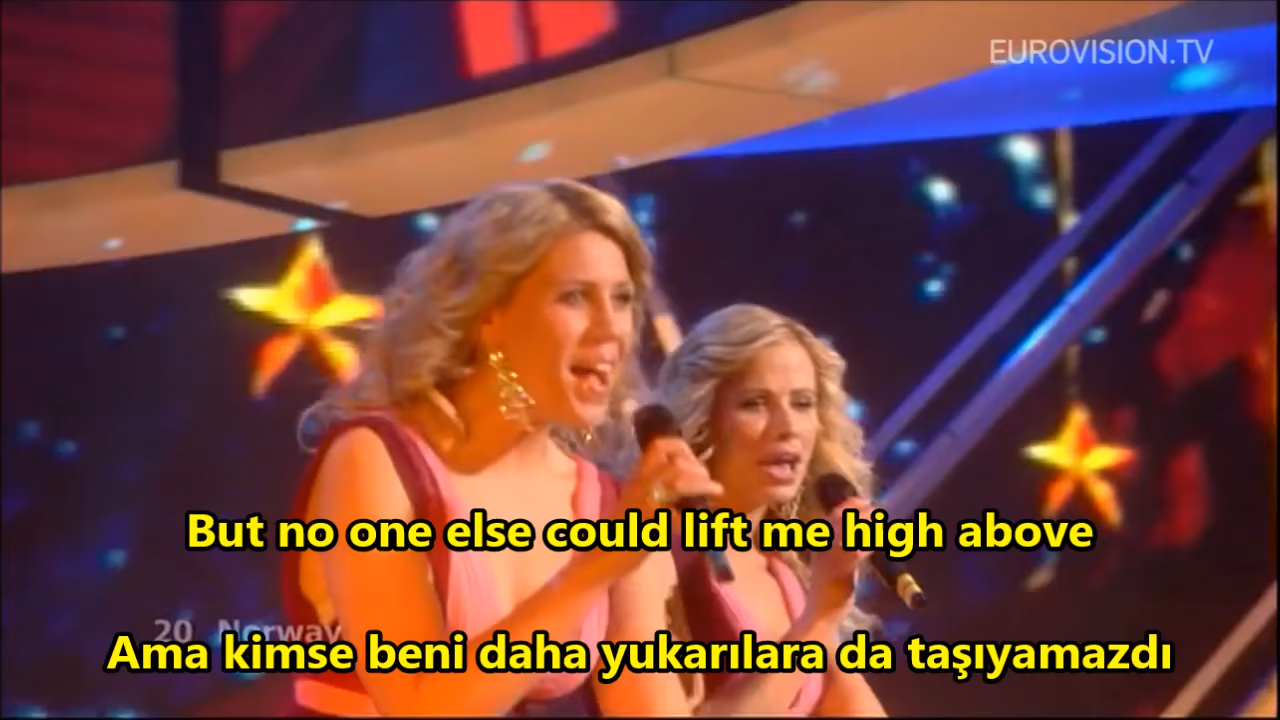 EUROVISION.TV
But no one else could lift me high above
20 Norway
Ama kimse beni daha yukarılara da taşıyamazdı